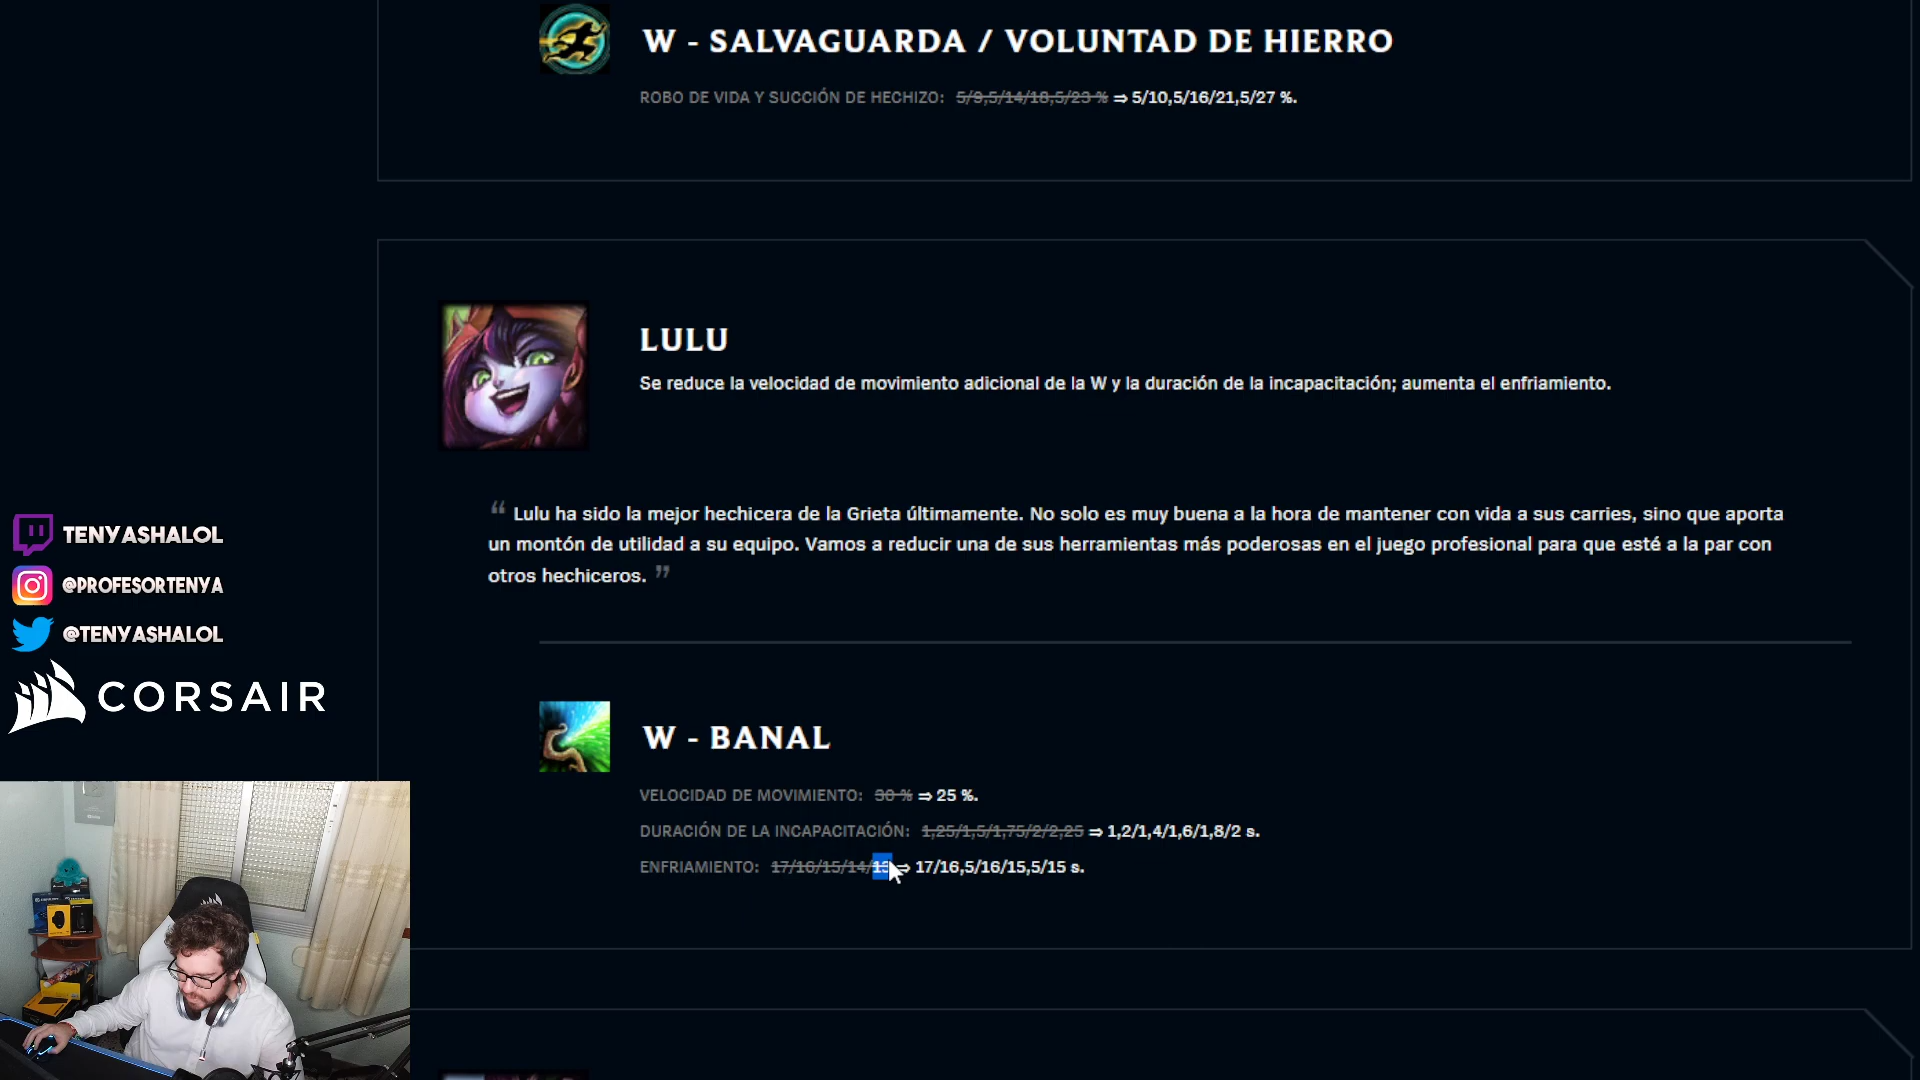 W - SALVAGUARDA / VOLUNTAD DE HIERRO
ROBO DE VIDA Y SUCCIÓN DE HECHIZO: 5/9,5/14/18,5/23 % ⇒ 5/10,5/16/21,5/27 %.
LULU
Se reduce la velocidad de movimiento adicional de la W y la duración de la incapacitación; aumenta el enfriamiento.
“ Lulu ha sido la mejor hechicera de la Grieta últimamente. No solo es muy buena a la hora de mantener con vida a sus carries, sino que aporta
un montón de utilidad a su equipo. Vamos a reducir una de sus herramientas más poderosas en el juego profesional para que esté a la par con
otros hechiceros. ”
W - BANAL
VELOCIDAD DE MOVIMIENTO: 30 % ⇒ 25 %.
DURACIÓN DE LA INCAPACITACIÓN: 1,25/1,5/1,75/2/2,25 ⇒ 1,2/1,4/1,6/1,8/2 s.
ENFRIAMIENTO: 17/16/15/14/13 ⇒ 17/16,5/16/15,5/15 s.
TENYASHALOL
@PROFESORTENYA
@TENYASHALOL
CORSAIR